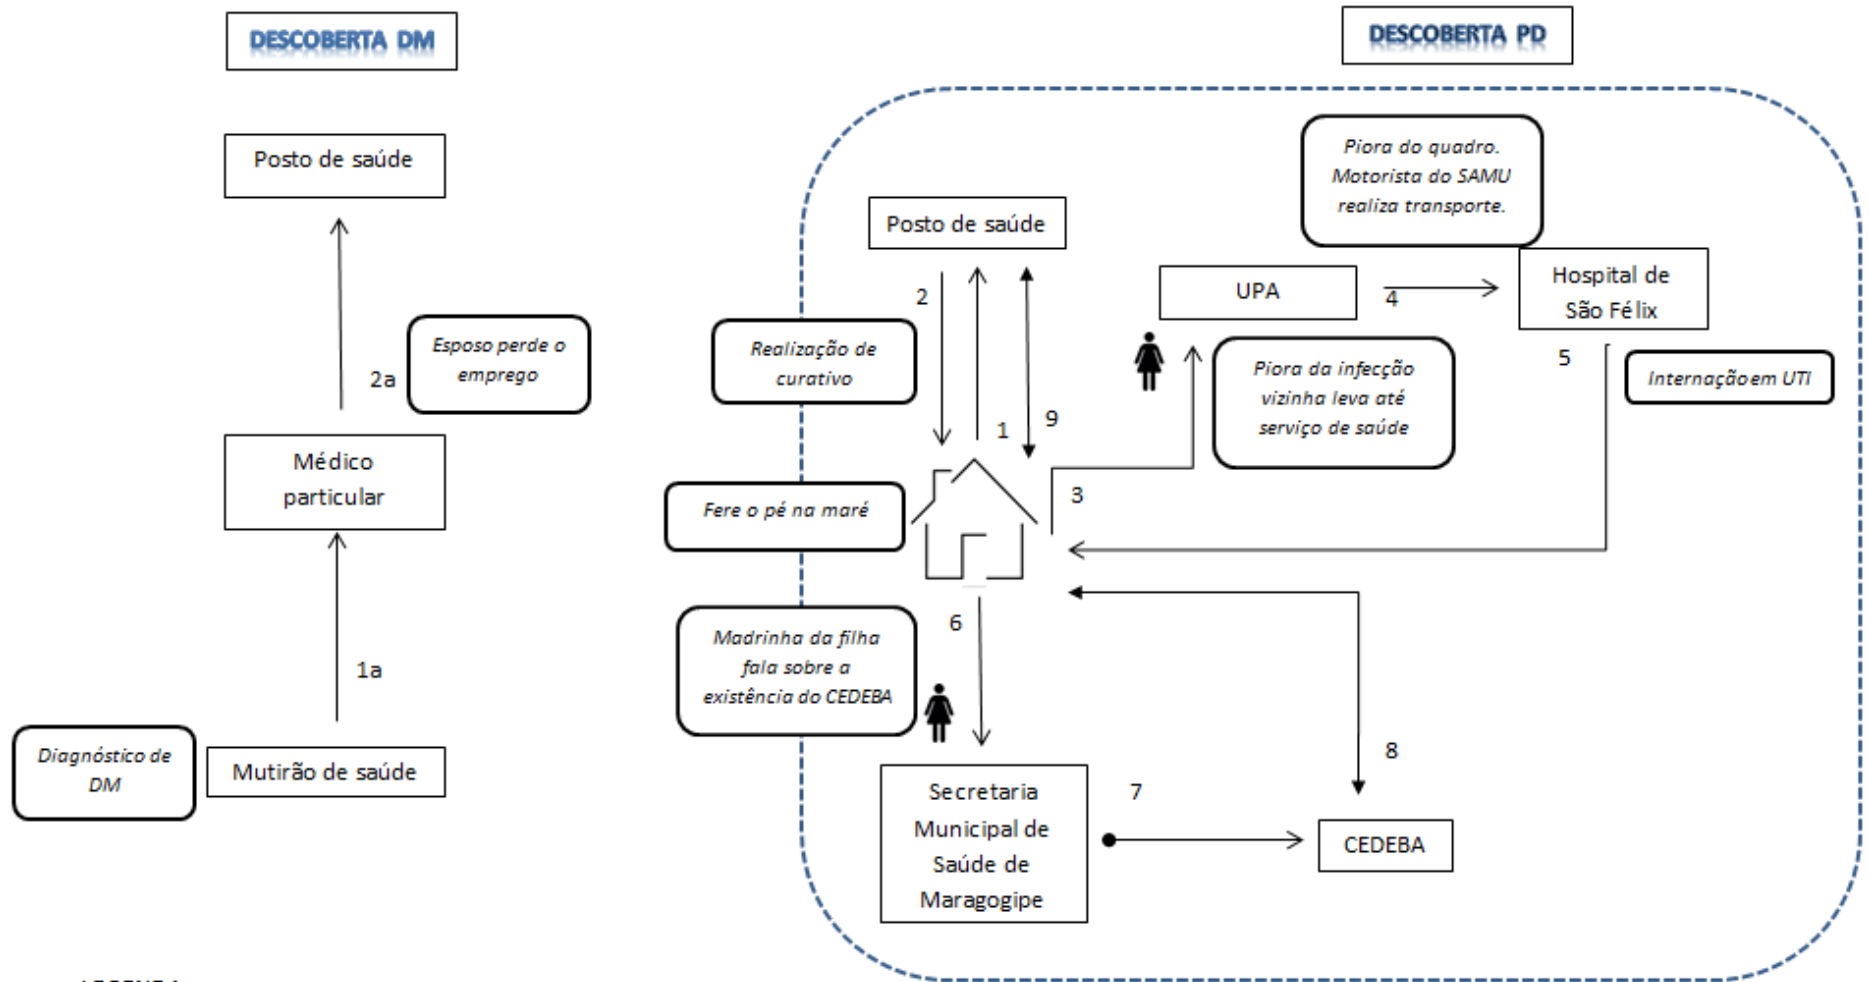 DESCOBERTA DM
Posto de saúde
Esposo perde o
emprego
2a
Médico
particular
1a
Diagnóstico de
DM
Mutirão de saúde
DESCOBERTA PD
Piora do quadro.
Motorista do SAMU
realiza transporte.
Posto de saúde
UPA
Hospital de
São Félix
2
4
5
Realização de
curativo
Piora da infecção
vizinha leva até
serviço de saúde
Internação em UTI
1
9
3
Fere o pé na maré
6
Madrinha da filha
fala sobre a
existência do CEDEBA
8
Secretaria
Municipal de
Saúde de
Maragogipe
7
CEDEBA